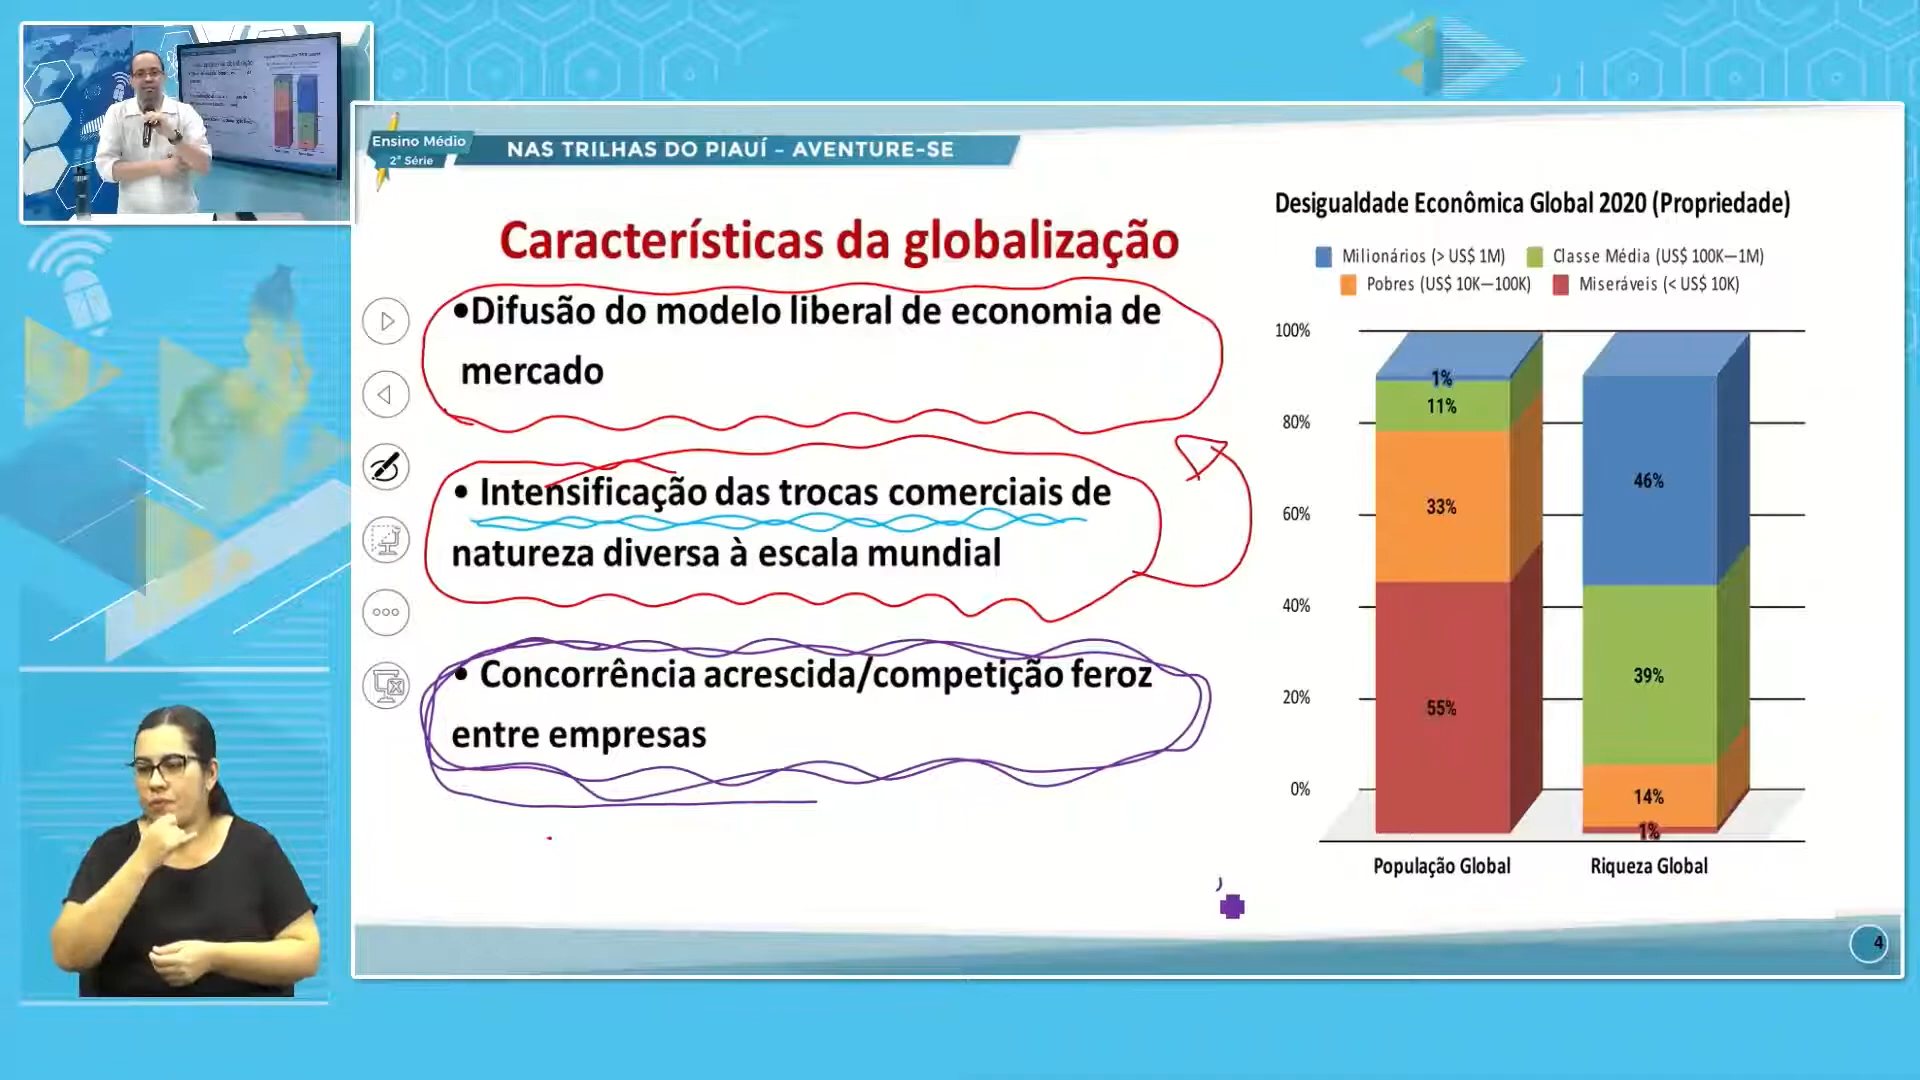 Ensino Médio
2ª Série
NAS TRILHAS DO PIAUÍ – AVENTURE-SE
Características da globalização
•Difusão do modelo liberal de economia de
mercado
• Intensificação das trocas comerciais de
natureza diversa à escala mundial
• Concorrência acrescida/competição feroz
entre empresas
Desigualdade Econômica Global 2020 (Propriedade)
Milionários (> US$ 1M) Classe Média (US$ 100K—1M)
Pobres (US$ 10K—100K) Miseráveis (< US$ 10K)
100%
80%
60%
40%
20%
0%
1%
11%
33%
55%
46%
39%
14%
1%
População Global Riqueza Global
4